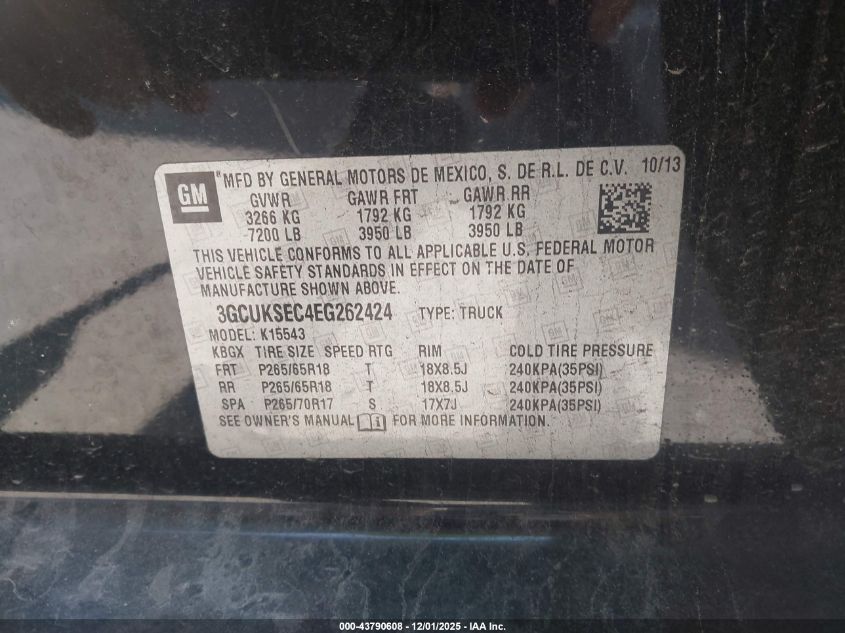 GM
*MFD BY GENERAL MOTORS DE MEXICO, S. DE R.L. DE C.V. 10/13
GVWR GAWR FRT GAWR RR
3266 KG 1792 KG 1792 KG
7200 LB 3950 LB 3950 LB
THIS VEHICLE CONFORMS TO ALL APPLICABLE U.S. FEDERAL MOTOR
VEHICLE SAFETY STANDARDS IN EFFECT ON THE DATE OF
MANUFACTURE SHOWN ABOVE.
3GCUKSEC4EG262424 TYPE: TRUCK
MODEL: K15543
KBGX TIRE SIZE SPEED RTG RIM COLD TIRE PRESSURE
FRT P265/65R18 T 18X8.5J 240KPA(35PSI)
RR P265/65R18 T 18X8.5J 240KPA(35PSI)
SPA P265/70R17 S 17X7J 240KPA(35PSI)
SEE OWNER'S MANUAL FOR MORE INFORMATION.
000-43790608 - 12/01/2025 - IAA Inc.